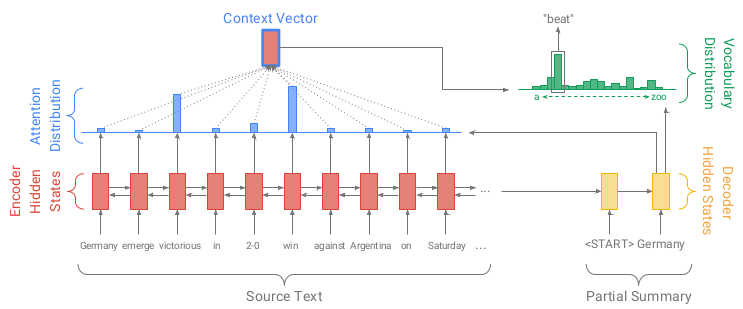 Context Vector
"beat"
a
zoo
Vocabulary
Distribution
Attention
Distribution
Encoder
Hidden
States
...
Decoder
Hidden States
Germany emerge victorious in 2-0 win against Argentina on Saturday ...
<START> Germany
Source Text
Partial Summary